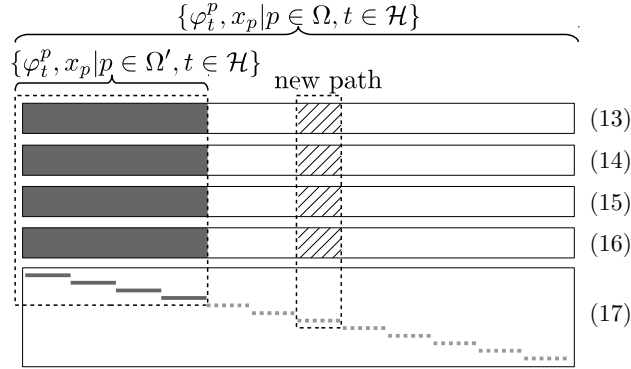 {φ_t^p, x_p|p ∈ Ω, t ∈ ℋ}
{φ_t^p, x_p|p ∈ Ω′, t ∈ ℋ}
new path
(13)
(14)
(15)
(16)
(17)